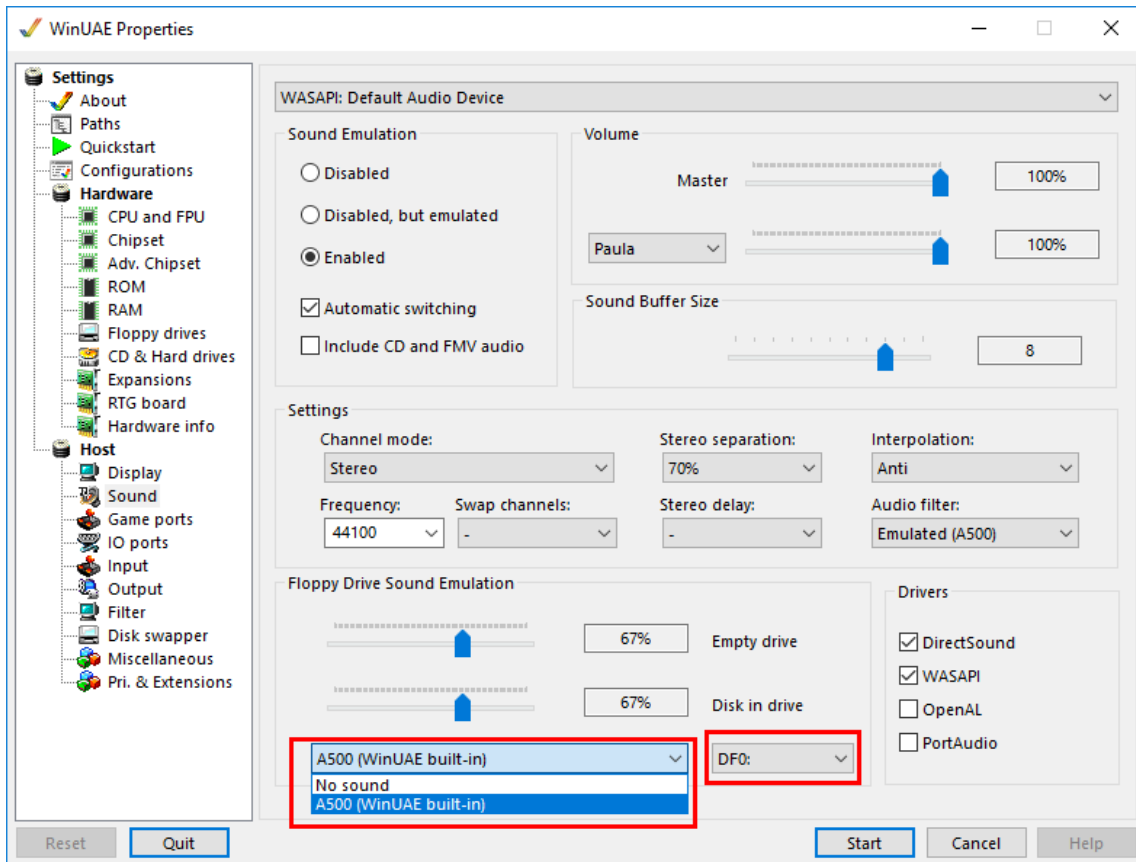 WinUAE Properties
Settings
About
Paths
Quickstart
Configurations
Hardware
CPU and FPU
Chipset
Adv. Chipset
ROM
RAM
Floppy drives
CD & Hard drives
Expansions
RTG board
Hardware info
Host
Display
Sound
Game ports
IO ports
Input
Output
Filter
Disk swapper
Miscellaneous
Pri. & Extensions
WASAPI: Default Audio Device
Sound Emulation
Disabled
Disabled, but emulated
Enabled
Automatic switching
Include CD and FMV audio
Volume
Master
100%
Paula
100%
Sound Buffer Size
8
Settings
Channel mode:
Stereo separation:
Interpolation:
Stereo
70%
Anti
Frequency:
Swap channels:
Stereo delay:
Audio filter:
44100
-
-
Emulated (A500)
Floppy Drive Sound Emulation
67%
Empty drive
67%
Disk in drive
A500 (WinUAE built-in)
DF0:
No sound
A500 (WinUAE built-in)
Drivers
DirectSound
WASAPI
OpenAL
PortAudio
Reset
Quit
Start
Cancel
Help